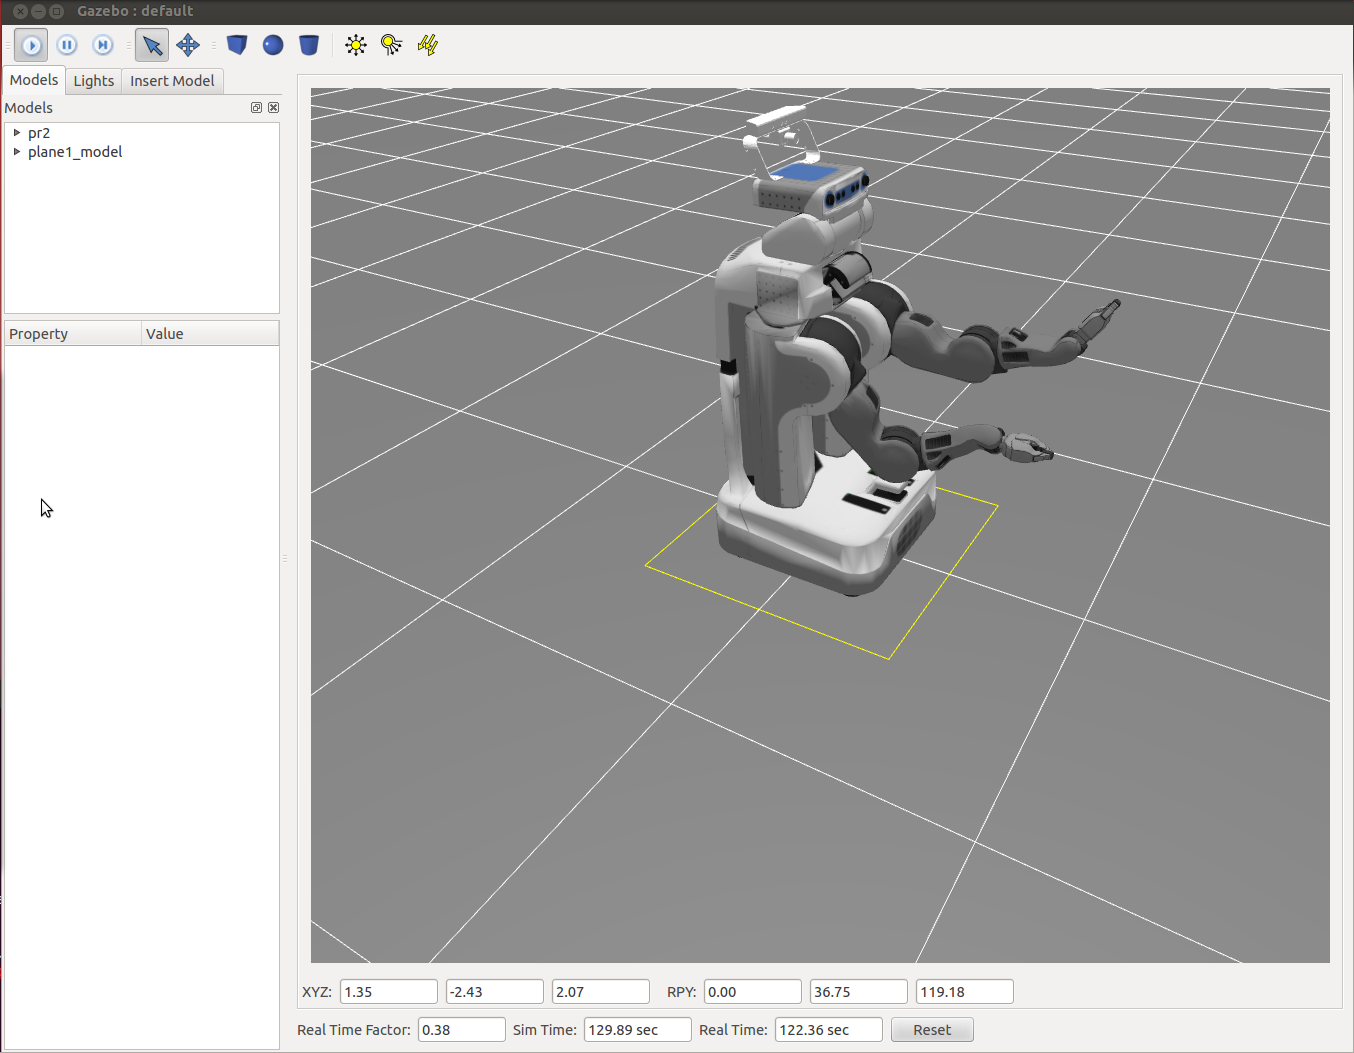 Gazebo : default
Models Lights Insert Model
Models
pr2
plane1_model
Property Value
XYZ: 1.35 -2.43 2.07 RPY: 0.00 36.75 119.18
Real Time Factor: 0.38 Sim Time: 129.89 sec Real Time: 122.36 sec Reset